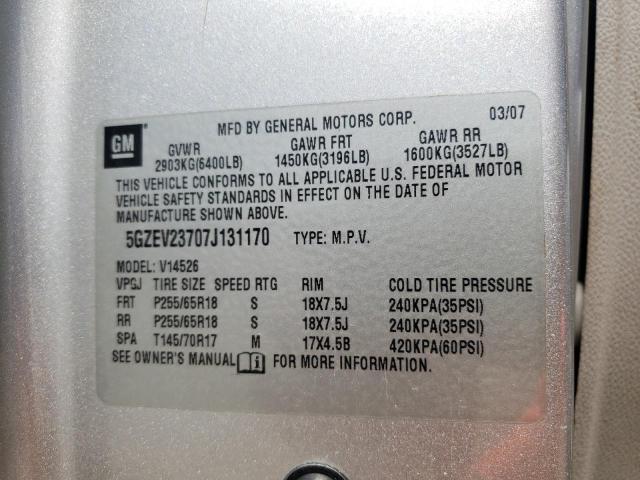 GM
MFD BY GENERAL MOTORS CORP. 03/07
GVWR GAWR FRT GAWR RR
2903KG(6400LB) 1450KG(3196LB) 1600KG(3527LB)
THIS VEHICLE CONFORMS TO ALL APPLICABLE U.S. FEDERAL MOTOR
VEHICLE SAFETY STANDARDS IN EFFECT ON THE DATE OF
MANUFACTURE SHOWN ABOVE.
5GZEV23707J131170 TYPE: M.P.V.
MODEL: V14526
VPGJ TIRE SIZE SPEED RTG RIM COLD TIRE PRESSURE
FRT P255/65R18 S 18X7.5J 240KPA(35PSI)
RR P255/65R18 S 18X7.5J 240KPA(35PSI)
SPA T145/70R17 M 17X4.5B 420KPA(60PSI)
SEE OWNER'S MANUAL i FOR MORE INFORMATION.